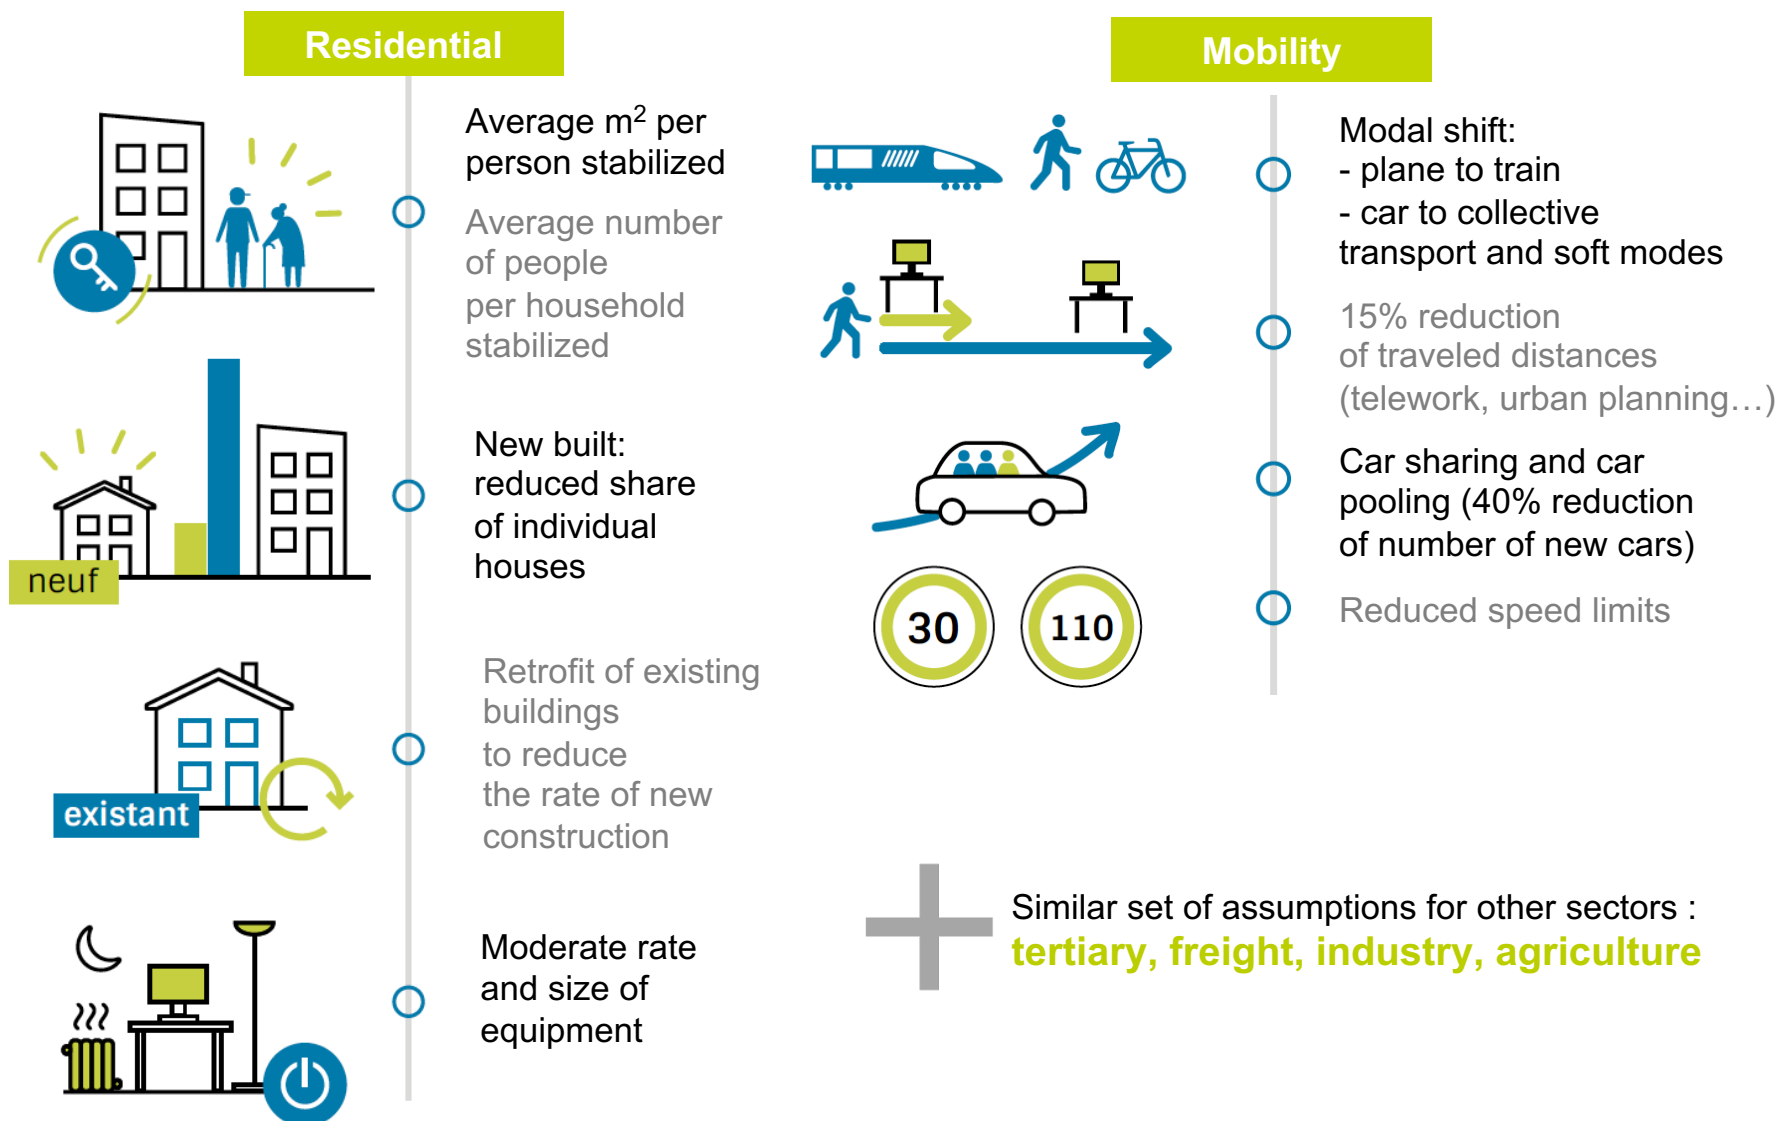 Residential
Average m² per
person stabilized
Average number
of people
per household
stabilized
neuf
New built:
reduced share
of individual
houses
existant
Retrofit of existing
buildings
to reduce
the rate of new
construction
Moderate rate
and size of
equipment
Mobility
Modal shift:
- plane to train
- car to collective
transport and soft modes
15% reduction
of traveled distances
(telework, urban planning…)
Car sharing and car
pooling (40% reduction
of number of new cars)
30
110
Reduced speed limits
Similar set of assumptions for other sectors :
tertiary, freight, industry, agriculture